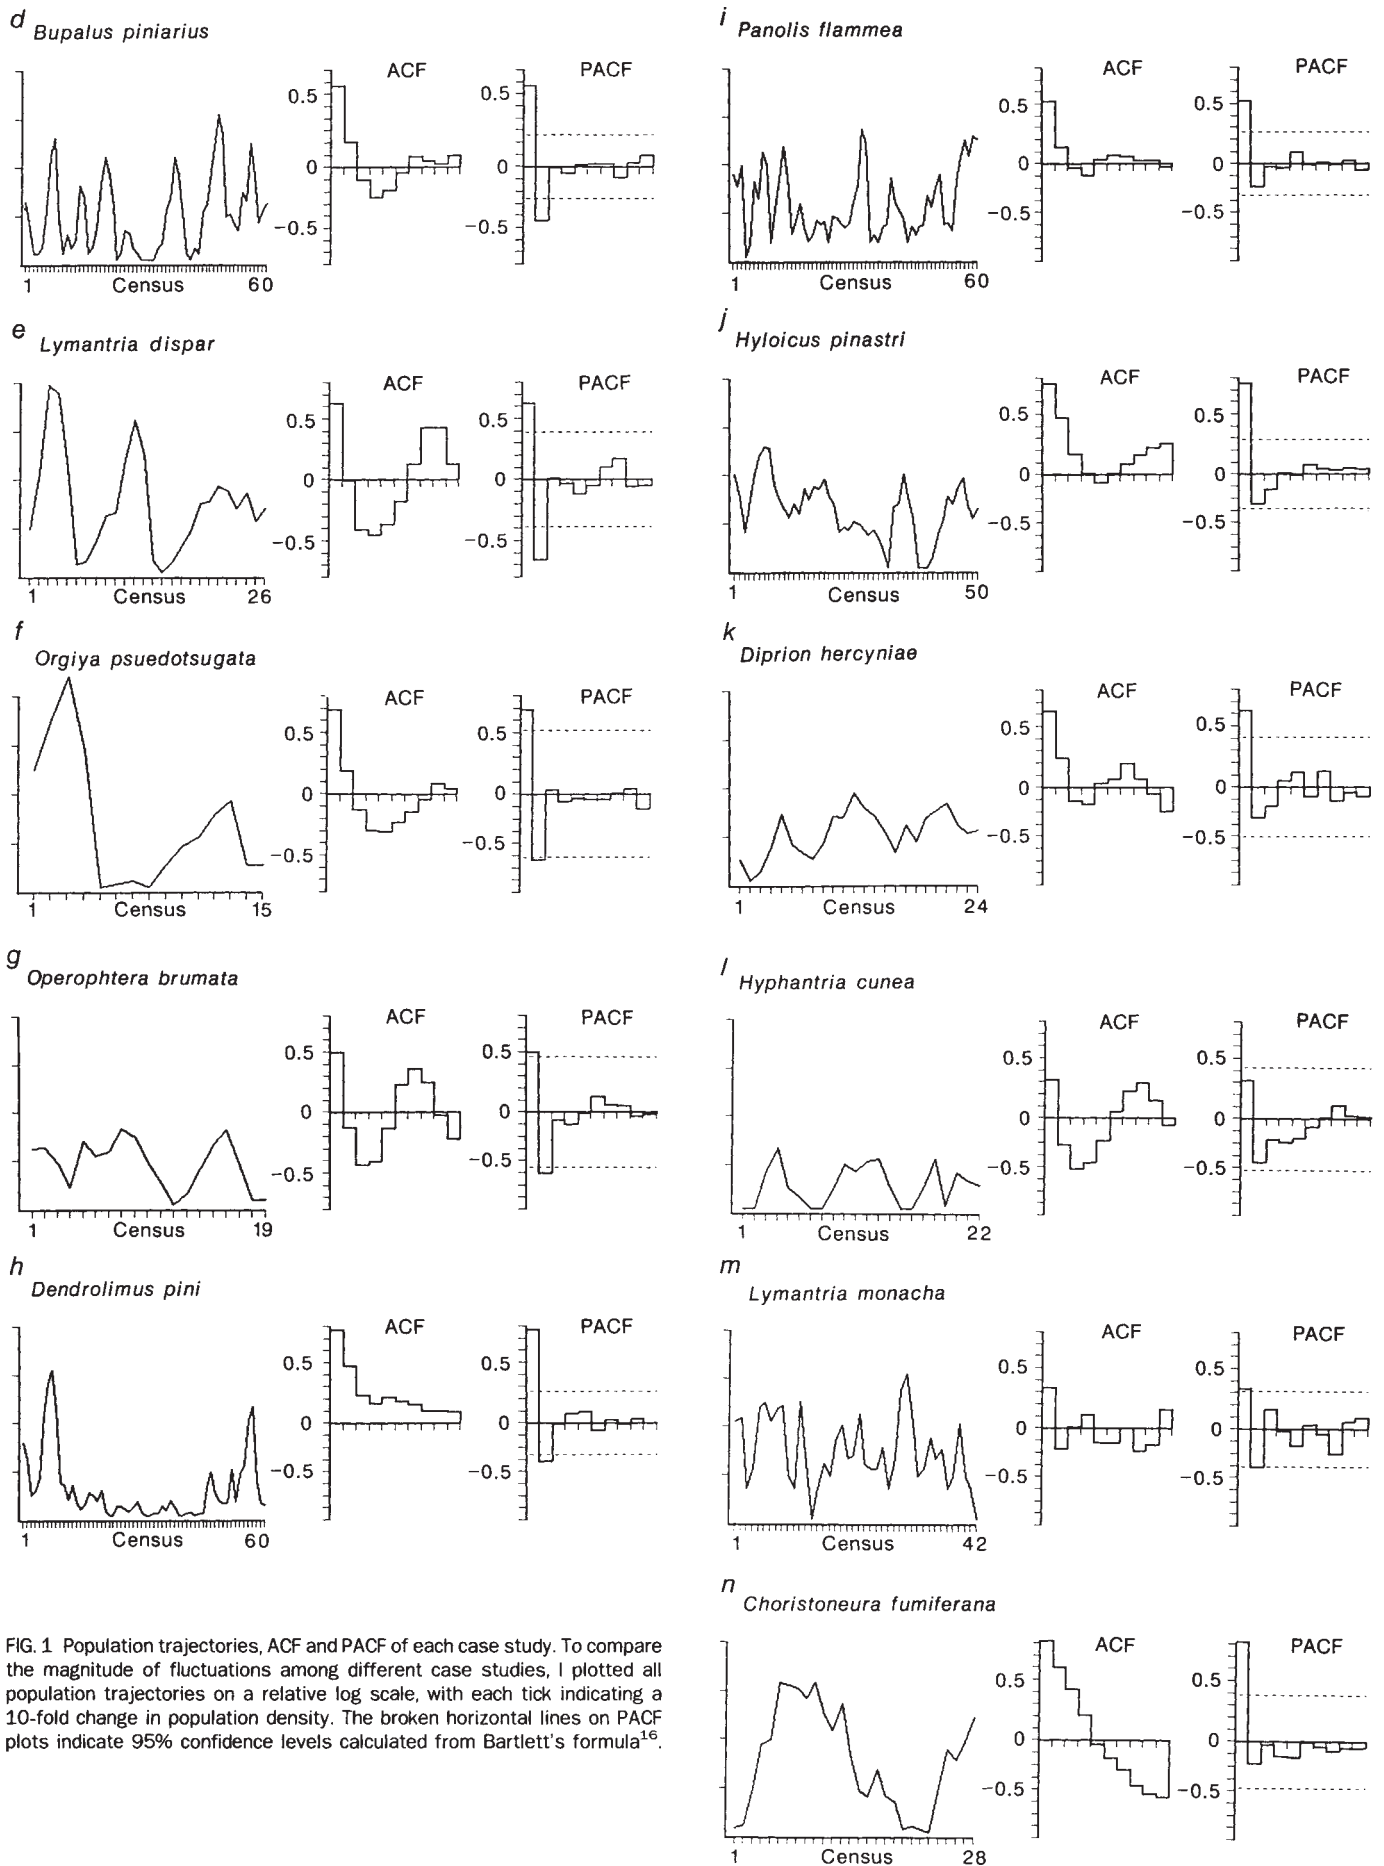 d
Bupalus piniarius
ACF
PACF
0.5
0
−0.5
0.5
0
−0.5
1
Census
60
e
Lymantria dispar
ACF
PACF
0.5
0
−0.5
0.5
0
−0.5
1
Census
26
f
Orgiya psuedotsugata
ACF
PACF
0.5
0
−0.5
0.5
0
−0.5
1
Census
15
g
Operophtera brumata
ACF
PACF
0.5
0
−0.5
0.5
0
−0.5
1
Census
19
h
Dendrolimus pini
ACF
PACF
0.5
0
−0.5
0.5
0
−0.5
1
Census
60
FIG. 1 Population trajectories, ACF and PACF of each case study. To compare
the magnitude of fluctuations among different case studies, I plotted all
population trajectories on a relative log scale, with each tick indicating a
10-fold change in population density. The broken horizontal lines on PACF
plots indicate 95% confidence levels calculated from Bartlett's formula16.
i
Panolis flammea
ACF
PACF
0.5
0
−0.5
0.5
0
−0.5
1
Census
60
j
Hyloicus pinastri
ACF
PACF
0.5
0
−0.5
0.5
0
−0.5
1
Census
50
k
Diprion hercyniae
ACF
PACF
0.5
0
−0.5
0.5
0
−0.5
1
Census
24
l
Hyphantria cunea
ACF
PACF
0.5
0
−0.5
0.5
0
−0.5
1
Census
22
m
Lymantria monacha
ACF
PACF
0.5
0
−0.5
0.5
0
−0.5
1
Census
42
n
Choristoneura fumiferana
ACF
PACF
0.5
0
−0.5
0.5
0
−0.5
1
Census
28